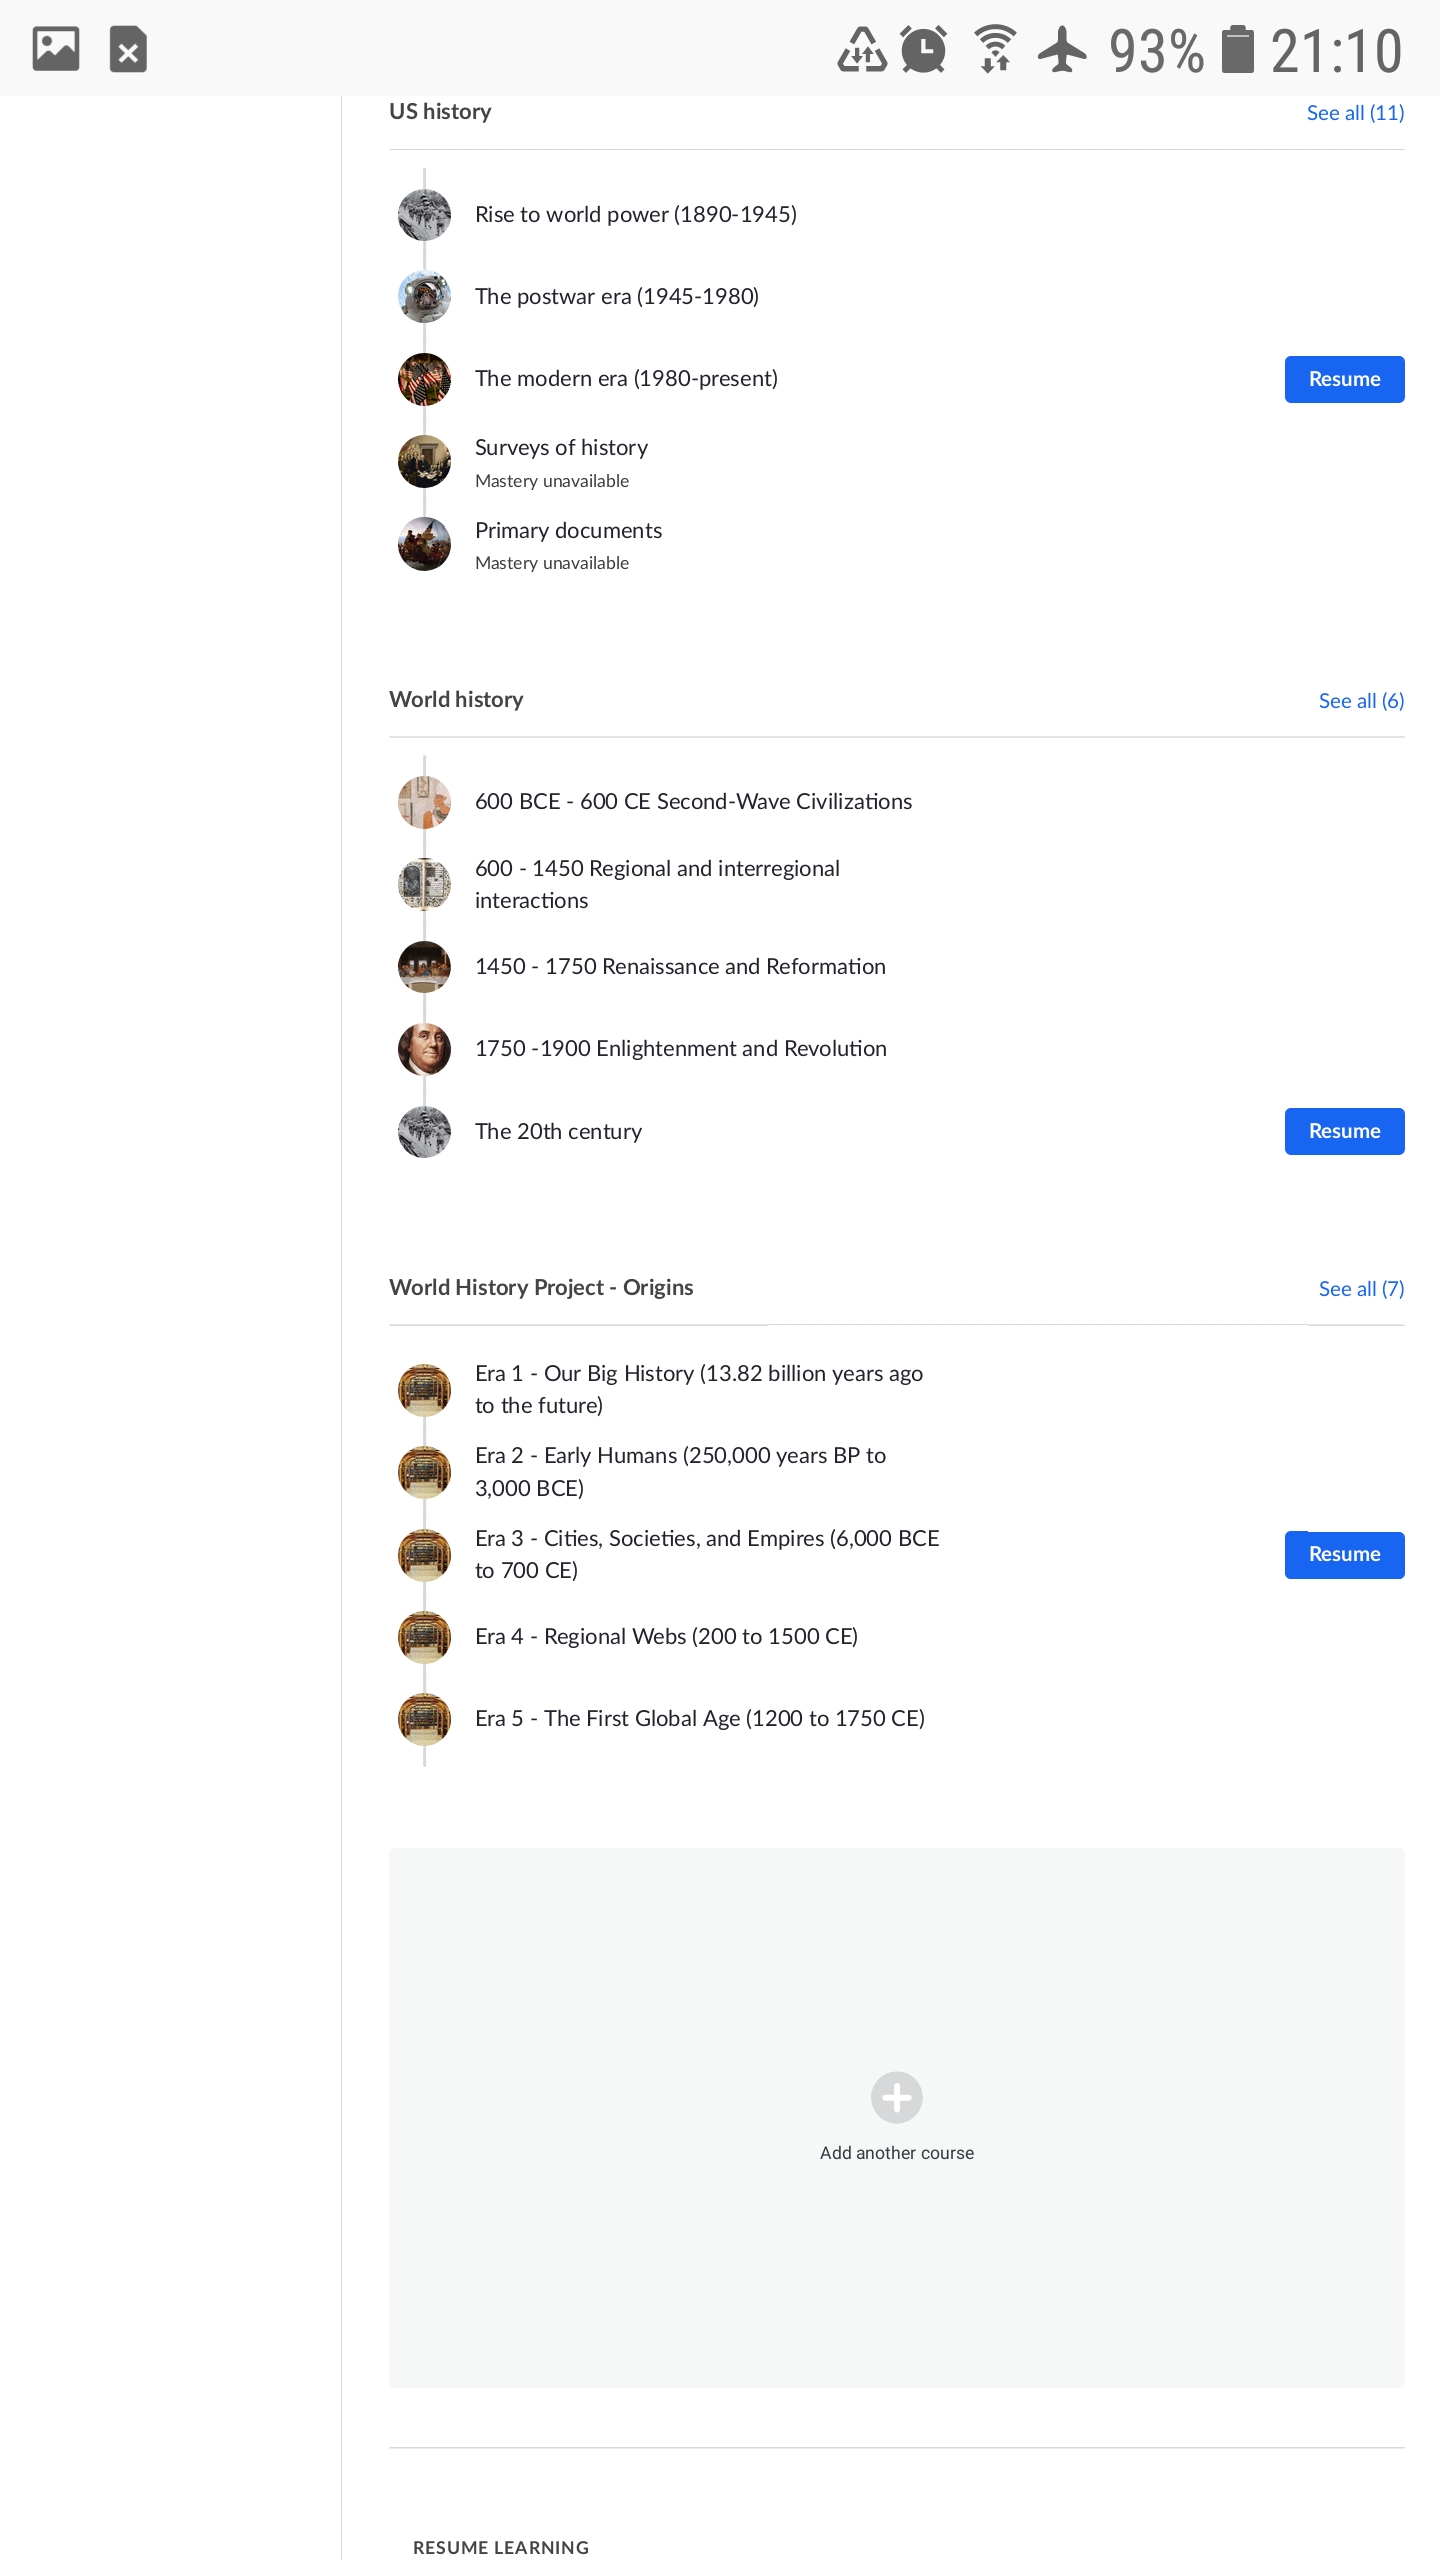 93% 21:10
US history See all (11)
Rise to world power (1890-1945)
The postwar era (1945-1980)
The modern era (1980-present) Resume
Surveys of history
Mastery unavailable
Primary documents
Mastery unavailable
World history See all (6)
600 BCE - 600 CE Second-Wave Civilizations
600 - 1450 Regional and interregional
interactions
1450 - 1750 Renaissance and Reformation
1750 -1900 Enlightenment and Revolution
The 20th century Resume
World History Project - Origins See all (7)
Era 1 - Our Big History (13.82 billion years ago
to the future)
Era 2 - Early Humans (250,000 years BP to
3,000 BCE)
Era 3 - Cities, Societies, and Empires (6,000 BCE
to 700 CE) Resume
Era 4 - Regional Webs (200 to 1500 CE)
Era 5 - The First Global Age (1200 to 1750 CE)
Add another course
RESUME LEARNING